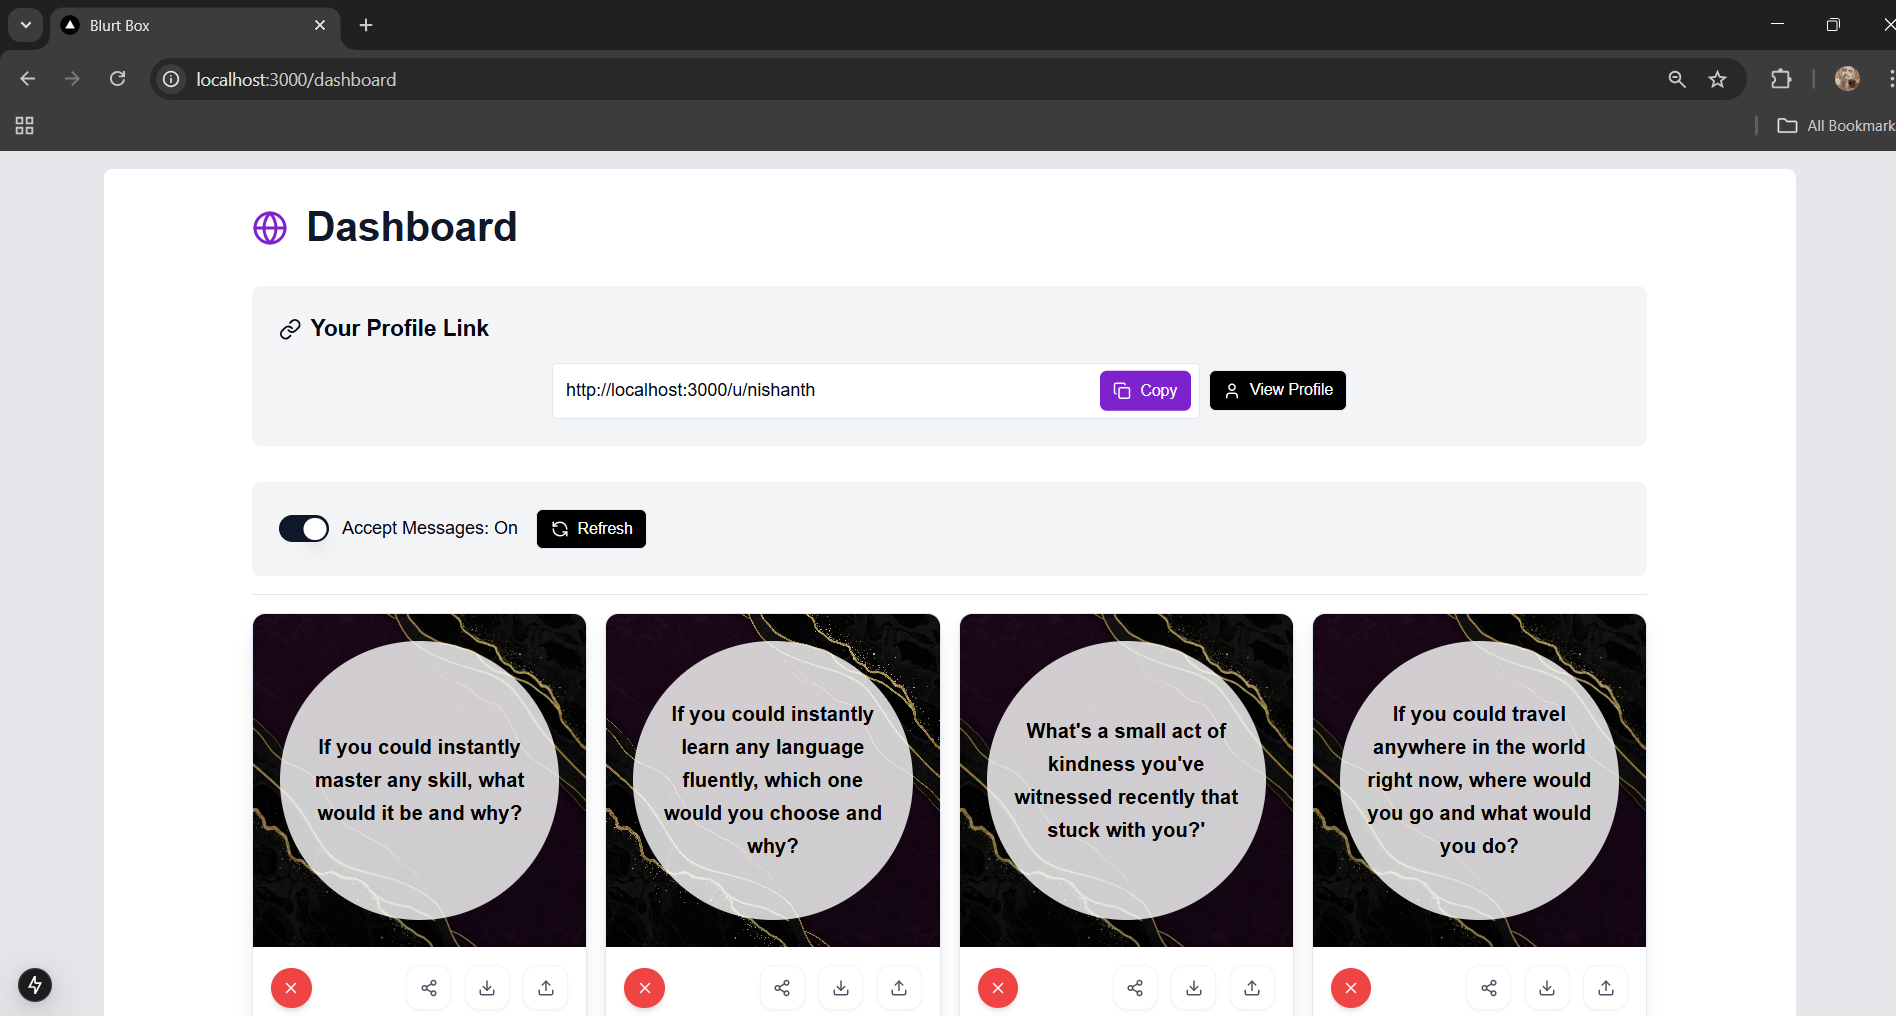 Blurt Box
localhost:3000/dashboard
All Bookmark
Dashboard
Your Profile Link
http://localhost:3000/u/nishanth
Copy
View Profile
Accept Messages: On
Refresh
If you could instantly
master any skill, what
would it be and why?
If you could instantly
learn any language
fluently, which one
would you choose and
why?
What's a small act of
kindness you've
witnessed recently that
stuck with you?'
If you could travel
anywhere in the world
right now, where would
you go and what would
you do?